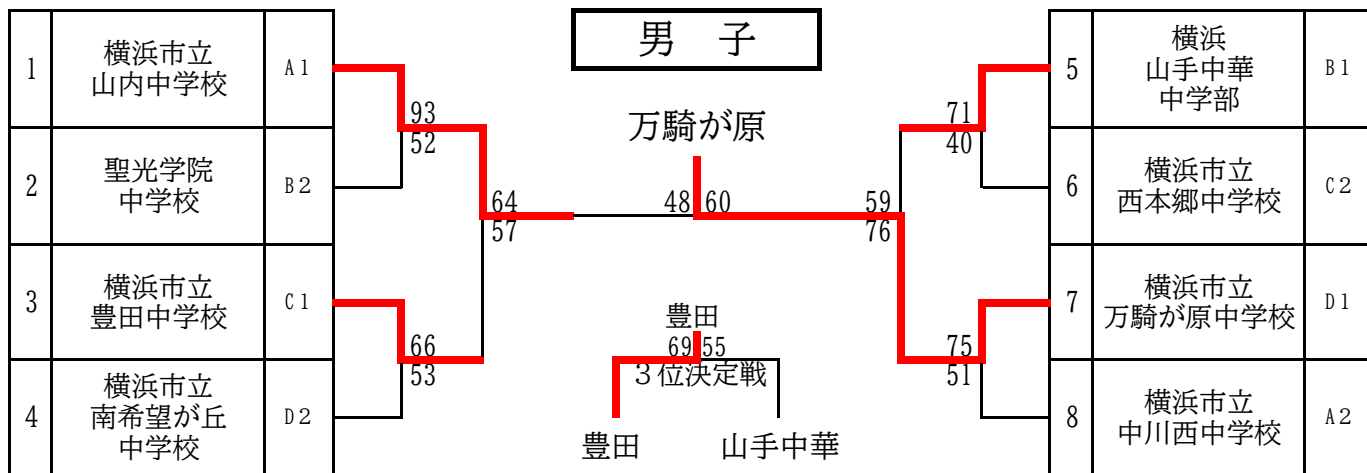 男 子
1
横浜市立
山内中学校
A1
2
聖光学院
中学校
B2
3
横浜市立
豊田中学校
C1
4
横浜市立
南希望が丘
中学校
D2
93
52
66
53
64
57
万騎が原
48 60
豊田
69 55
3位決定戦
豊田 山手中華
59
76
71
40
75
51
5
横浜
山手中華
中学部
B1
6
横浜市立
西本郷中学校
C2
7
横浜市立
万騎が原中学校
D1
8
横浜市立
中川西中学校
A2